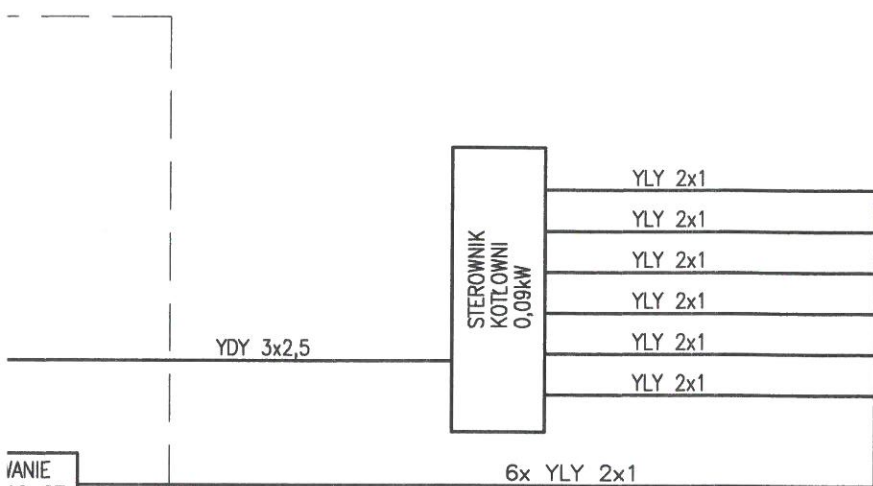 YLY 2x1
YLY 2x1
YLY 2x1
YLY 2x1
YLY 2x1
YLY 2x1
STEROWNIK
KOTŁOWNI
0,09kW
YDY 3x2,5
6x YLY 2x1